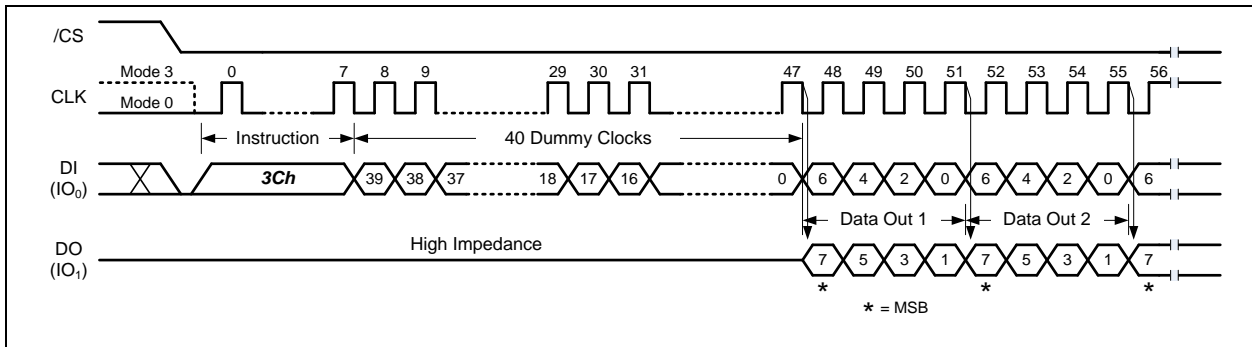 /CS
Mode 3 0 7 8 9 29 30 31 47 48 49 50 51 52 53 54 55 56
CLK
Mode 0
Instruction 40 Dummy Clocks
DI
(IO0)
3Ch 39 38 37 18 17 16 0 6 4 2 0 6 4 2 0 6
Data Out 1 Data Out 2
High Impedance
DO
(IO1)
7 5 3 1 7 5 3 1 7
* * *
* = MSB